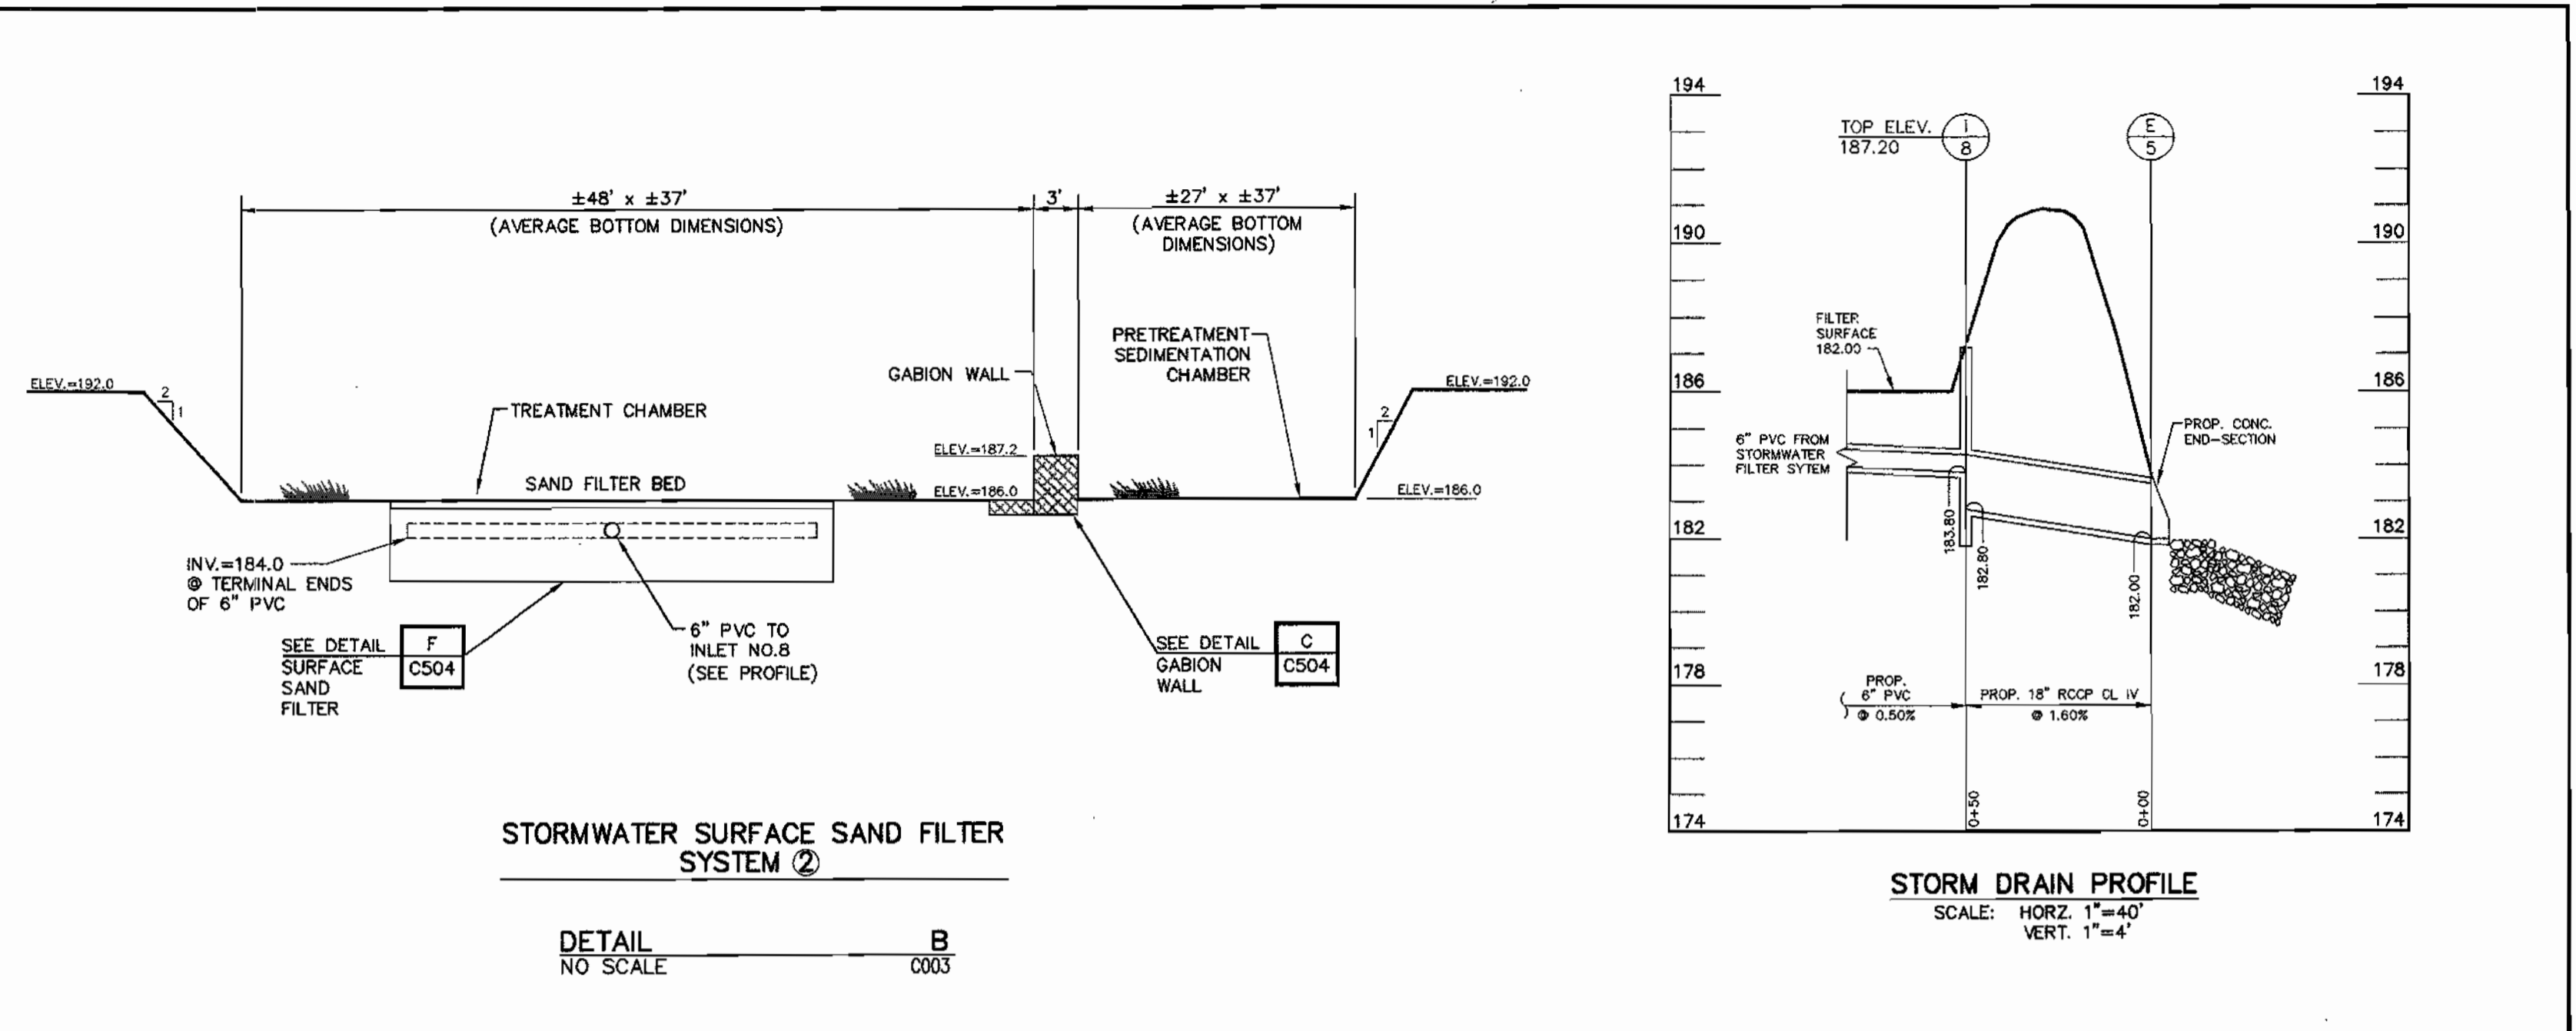 ±48' x ±37'
(AVERAGE BOTTOM DIMENSIONS)
3'
±27' x ±37'
(AVERAGE BOTTOM
DIMENSIONS)
ELEV.=192.0
2
1
TREATMENT CHAMBER
SAND FILTER BED
GABION WALL
PRETREATMENT
SEDIMENTATION
CHAMBER
ELEV.=187.2
ELEV.=186.0
2
1
ELEV.=192.0
ELEV.=186.0
INV.=184.0
@ TERMINAL ENDS
OF 6" PVC
SEE DETAIL
SURFACE
SAND
FILTER
F
C504
6" PVC TO
INLET NO.8
(SEE PROFILE)
SEE DETAIL
GABION
WALL
C
C504
STORMWATER SURFACE SAND FILTER
SYSTEM ②
DETAIL B
NO SCALE C003
194
190
186
182
178
174
TOP ELEV.
187.20
I
8
E
5
FILTER
SURFACE
182.00
6" PVC FROM
STORMWATER
FILTER SYTEM
183.80
182.80
182.00
PROP. CONC.
END-SECTION
PROP.
6" PVC
@ 0.50%
PROP. 18" RCCP CL IV
@ 1.60%
0+50
0+00
194
190
186
182
178
174
STORM DRAIN PROFILE
SCALE: HORZ. 1"=40'
VERT. 1"=4'